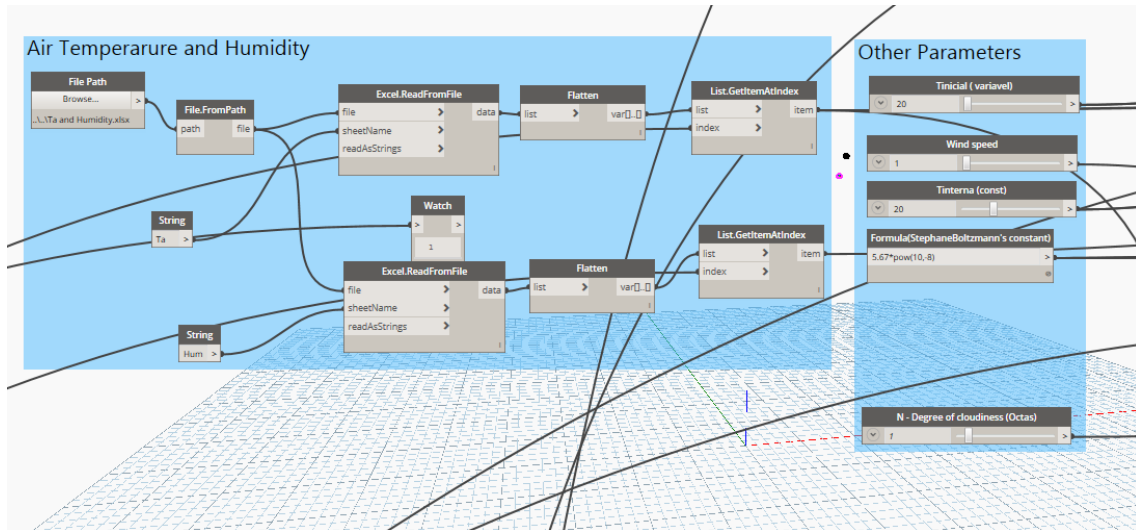 Air Temperarure and Humidity
File Path
Browse... >
..\..\Ta and Humidity.xlsx
File.FromPath
path file
Excel.ReadFromFile
file > data
sheetName >
readAsStrings >
Flatten
list > var[]..[]
List.GetItemAtIndex
list > item
index >
String
Ta >
Watch
> >
1
Excel.ReadFromFile
file > data
sheetName >
readAsStrings >
Flatten
list > var[]..[]
List.GetItemAtIndex
list > item
index >
String
Hum >
Other Parameters
Tinicial ( variavel)
20 >
Wind speed
1 >
Tinterna (const)
20 >
Formula(StephaneBoltzmann's constant)
5.67*pow(10,-8) >
N - Degree of cloudiness (Octas)
1 >